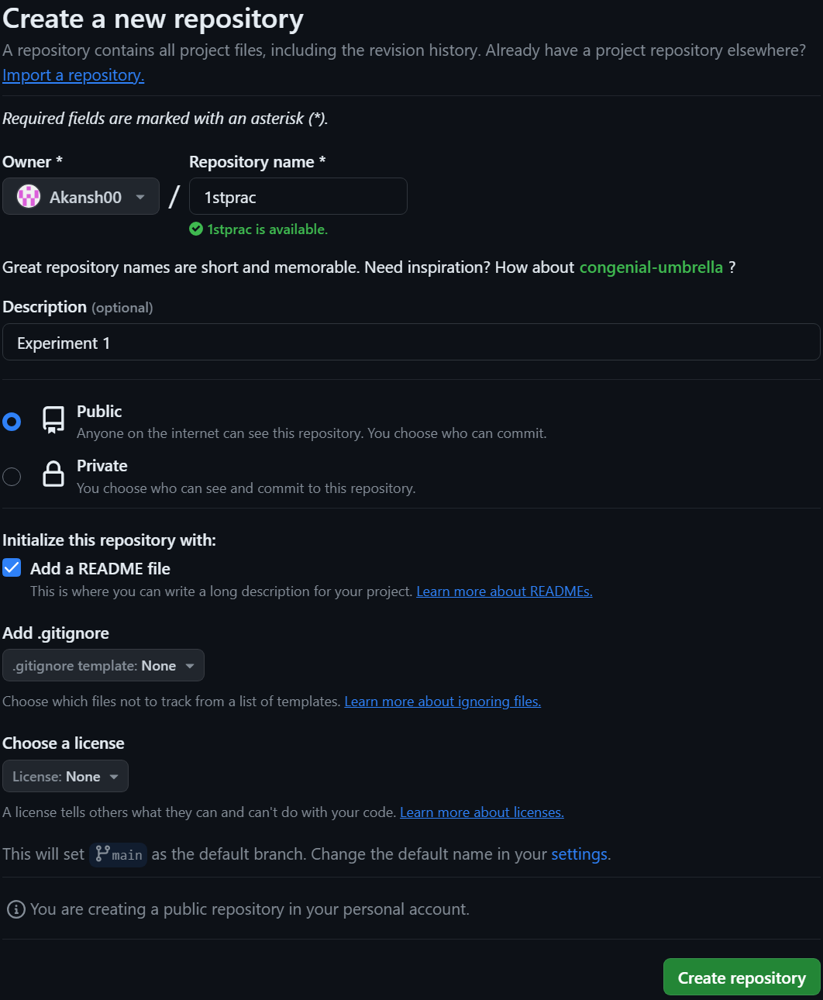 Create a new repository
A repository contains all project files, including the revision history. Already have a project repository elsewhere?
Import a repository.
Required fields are marked with an asterisk (*).
Owner * Repository name *
Akansh00 / 1stprac
1stprac is available.
Great repository names are short and memorable. Need inspiration? How about congenial-umbrella ?
Description (optional)
Experiment 1
Public
Anyone on the internet can see this repository. You choose who can commit.
Private
You choose who can see and commit to this repository.
Initialize this repository with:
Add a README file
This is where you can write a long description for your project. Learn more about READMEs.
Add .gitignore
.gitignore template: None
Choose which files not to track from a list of templates. Learn more about ignoring files.
Choose a license
License: None
A license tells others what they can and can't do with your code. Learn more about licenses.
This will set main as the default branch. Change the default name in your settings.
You are creating a public repository in your personal account.
Create repository